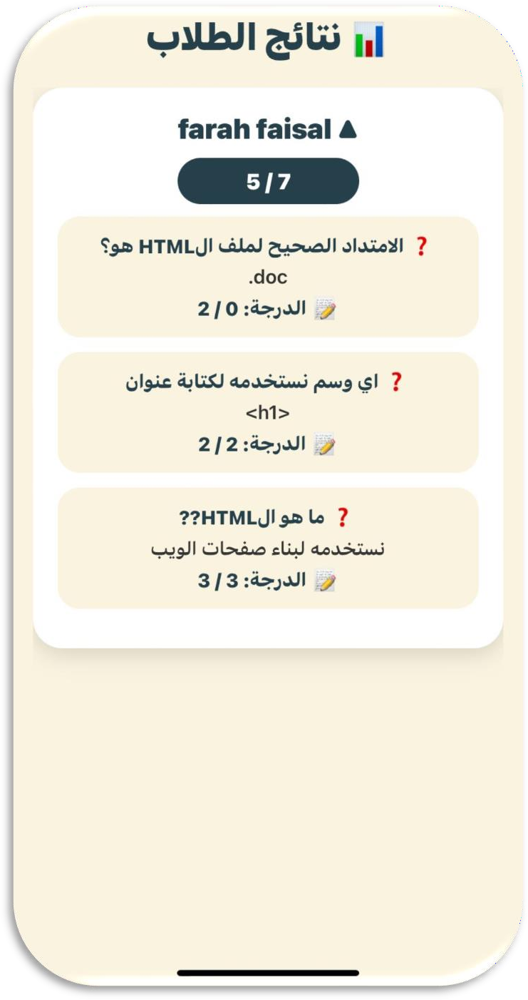 📊 نتائج الطلاب
farah faisal ▲
5 / 7
❓ الامتداد الصحيح لملف الHTML هو؟
.doc
📝 الدرجة: 0 / 2
❓ اي وسم نستخدمه لكتابة عنوان
<h1>
📝 الدرجة: 2 / 2
❓ ما هو الHTML??
نستخدمه لبناء صفحات الويب
📝 الدرجة: 3 / 3